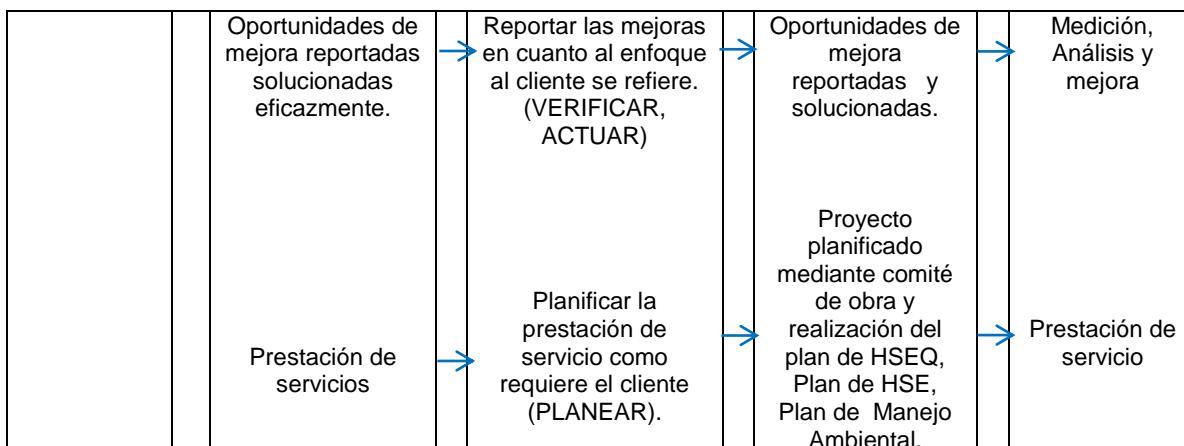 Oportunidades de
mejora reportadas
solucionadas
eficazmente.
Reportar las mejoras
en cuanto al enfoque
al cliente se refiere.
(VERIFICAR,
ACTUAR)
Oportunidades de
mejora
reportadas y
solucionadas.
Medición,
Análisis y
mejora
Prestación de
servicios
Planificar la
prestación de
servicio como
requiere el cliente
(PLANEAR).
Proyecto
planificado
mediante comité
de obra y
realización del
plan de HSEQ,
Plan de HSE,
Plan de Manejo
Ambiental.
Prestación de
servicio